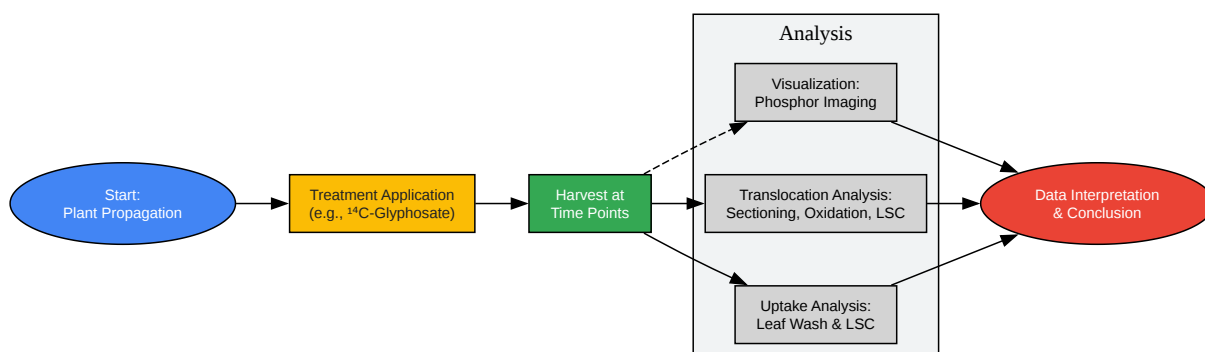 Start:
Plant Propagation
Treatment Application
(e.g., ¹⁴C-Glyphosate)
Harvest at
Time Points
Analysis
Visualization:
Phosphor Imaging
Translocation Analysis:
Sectioning, Oxidation, LSC
Uptake Analysis:
Leaf Wash & LSC
Data Interpretation
& Conclusion